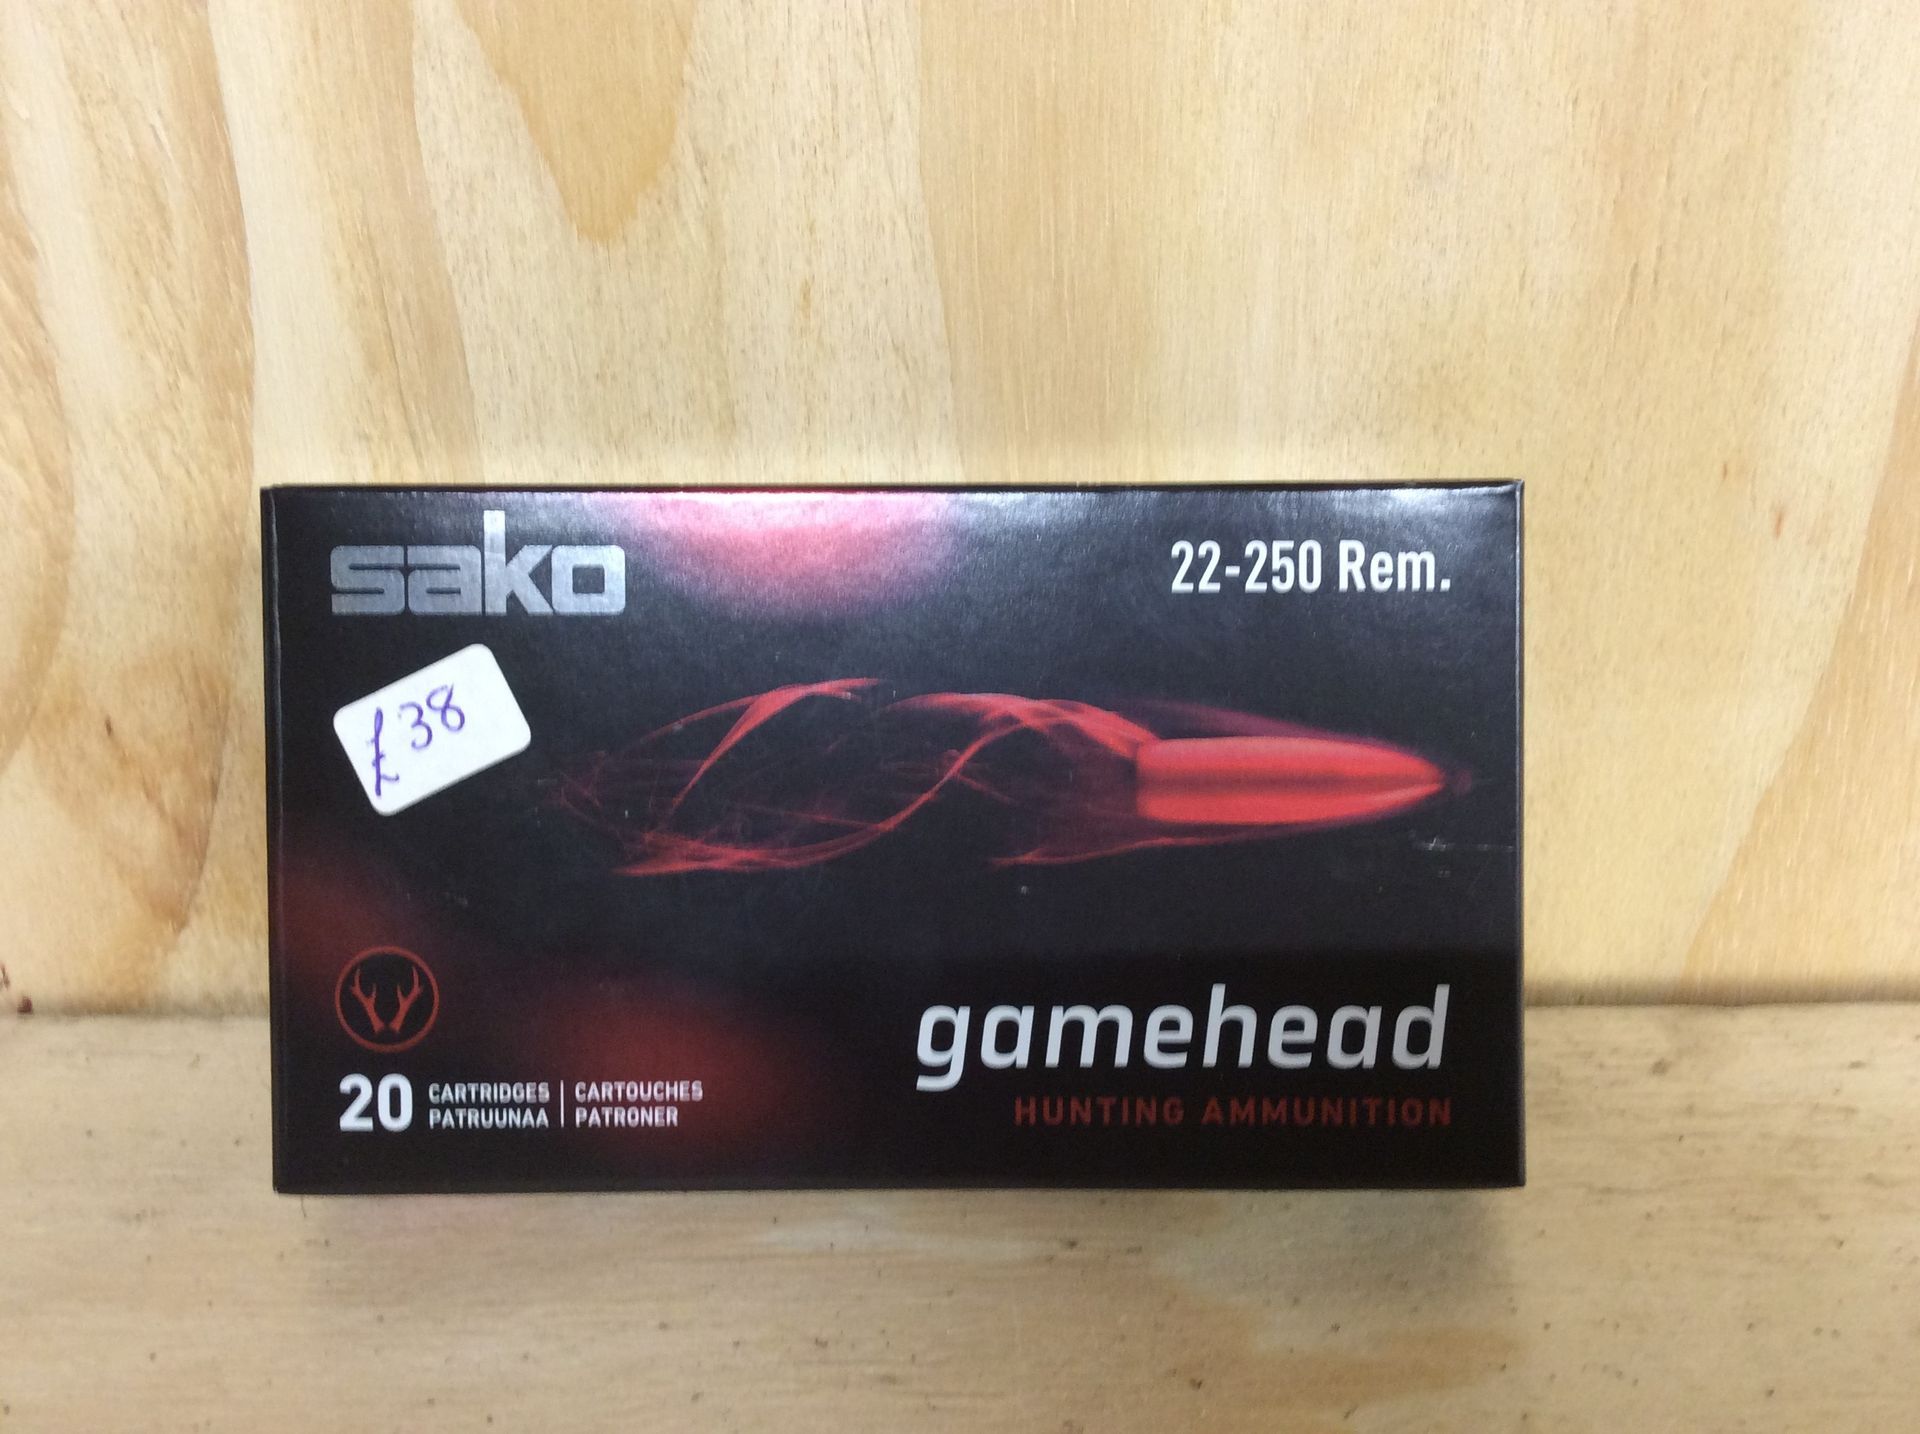 sako
22-250 Rem.
£38
gamehead
HUNTING AMMUNITION
20 CARTRIDGES | CARTOUCHES
PATRUUNAA | PATRONER